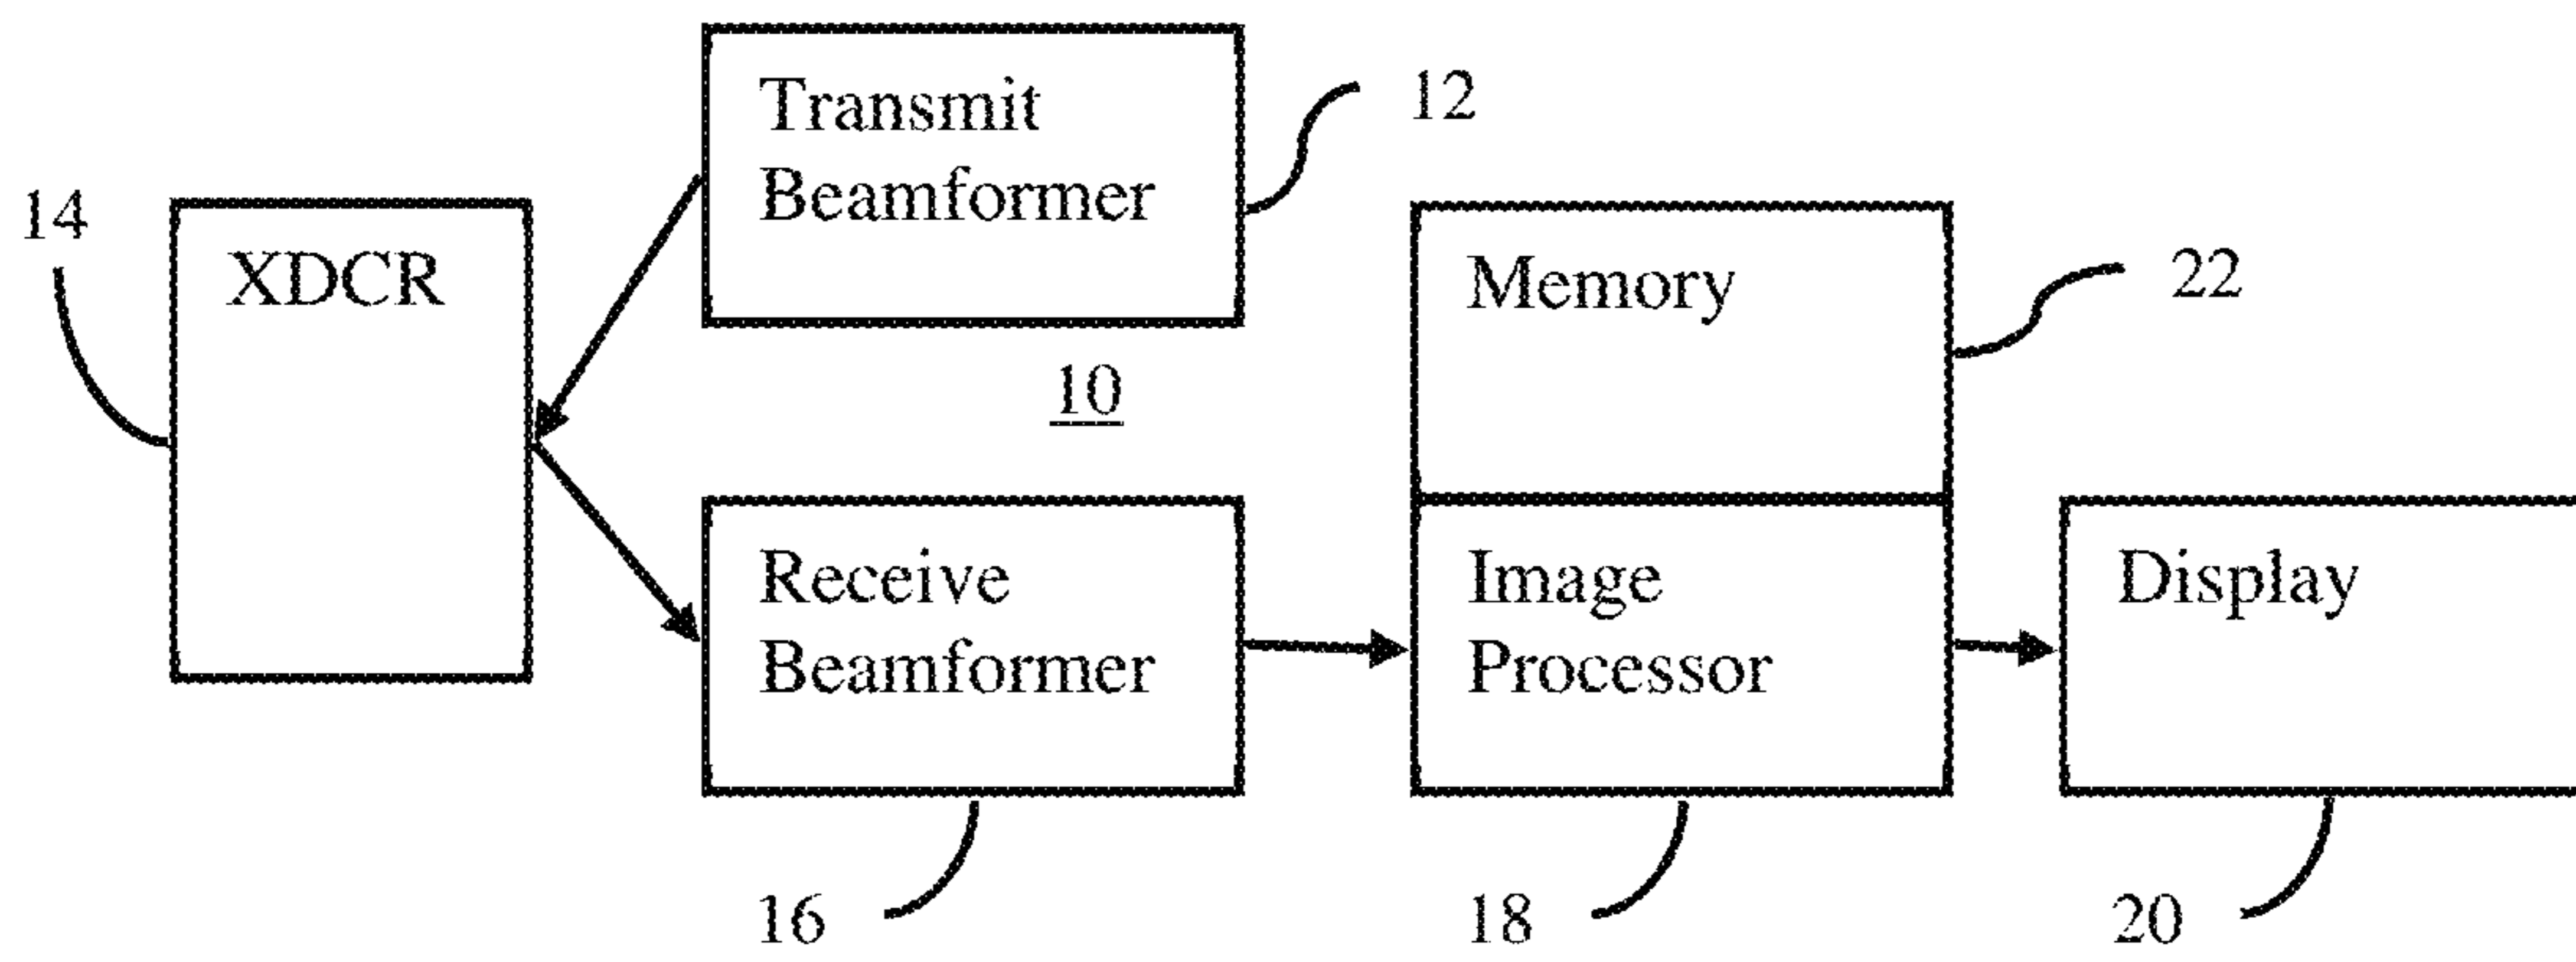 Transmit
Beamformer
12
14
XDCR
Memory
22
10
Receive
Beamformer
Image
Processor
Display
16
18
20